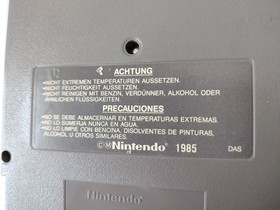 ACHTUNG
•NICHT EXTREMEN TEMPERATUREN AUSSETZEN.
•NICHT FEUCHTIGKEIT AUSSETZEN.
•NICHT REINIGEN MIT BENZIN, VERDÜNNER, ALKOHOL ODER
ÄHNLICHEN FLÜSSIGKEITEN.
PRECAUCIONES
•NO SE DEBE ALMACENAR EN TEMPERATURAS EXTREMAS.
•NO LO SUMERJA NUNCA EN AGUA.
•NO LO LIMPIE CON BENCINA, DISOLVENTES DE PINTURAS,
ALCOHOL U OTROS SIMILARES.
©M Nintendo 1985 DAS
Nintendo